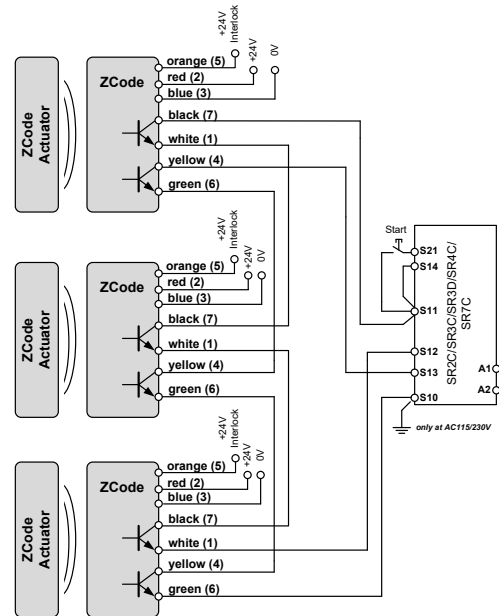 +24V
Interlock
+24V
0V
orange (5)
red (2)
blue (3)
black (7)
white (1)
yellow (4)
green (6)
ZCode
ZCode
Actuator
+24V
Interlock
+24V
0V
orange (5)
red (2)
blue (3)
black (7)
white (1)
yellow (4)
green (6)
ZCode
ZCode
Actuator
+24V
Interlock
+24V
0V
orange (5)
red (2)
blue (3)
black (7)
white (1)
yellow (4)
green (6)
ZCode
ZCode
Actuator
Start
S21
S14
S11
S12
S13
S10
SR2C/SR3C/SR3D/SR4C/
SR7C
A1
A2
only at AC115/230V